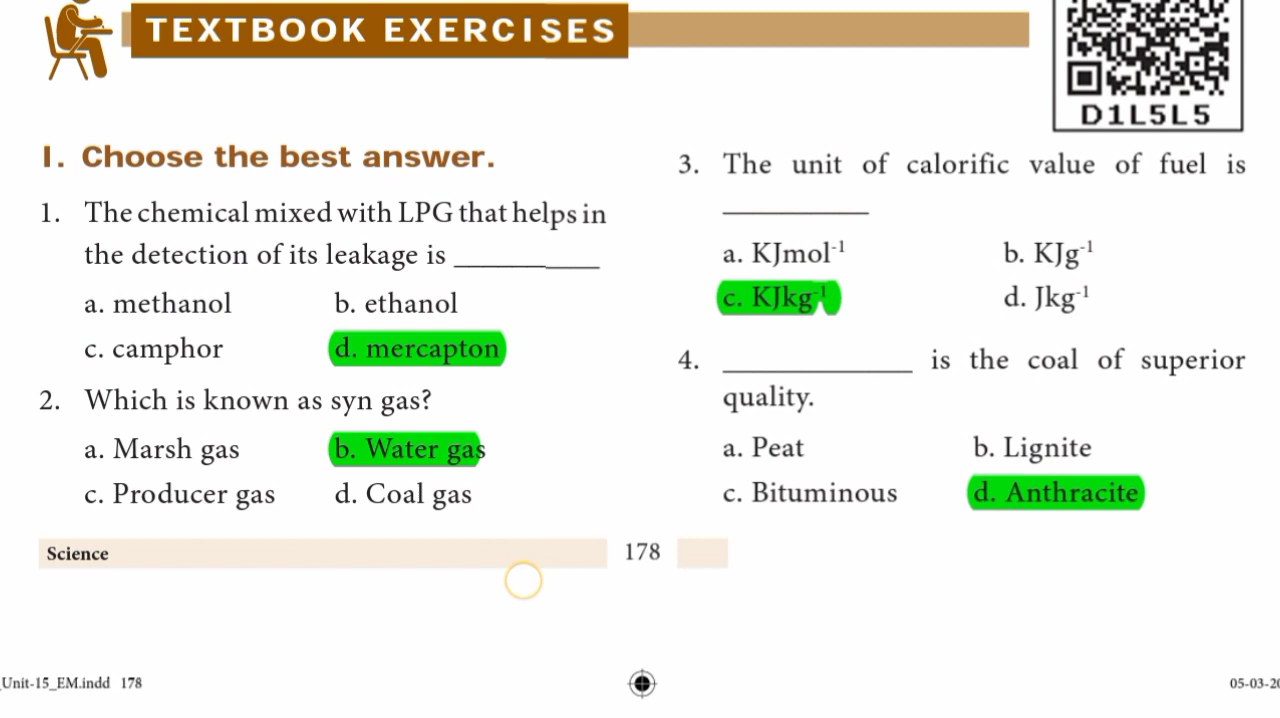 TEXTBOOK EXERCISES
D1L5L5
I. Choose the best answer.
1. The chemical mixed with LPG that helps in
the detection of its leakage is __________
a. methanol b. ethanol
c. camphor d. mercapton
2. Which is known as syn gas?
a. Marsh gas b. Water gas
c. Producer gas d. Coal gas
3. The unit of calorific value of fuel is
__________
a. KJmol⁻¹ b. KJg⁻¹
c. KJkg⁻¹ d. Jkg⁻¹
4. _____________ is the coal of superior
quality.
a. Peat b. Lignite
c. Bituminous d. Anthracite
Science 178
_Unit-15_EM.indd 178
05-03-20